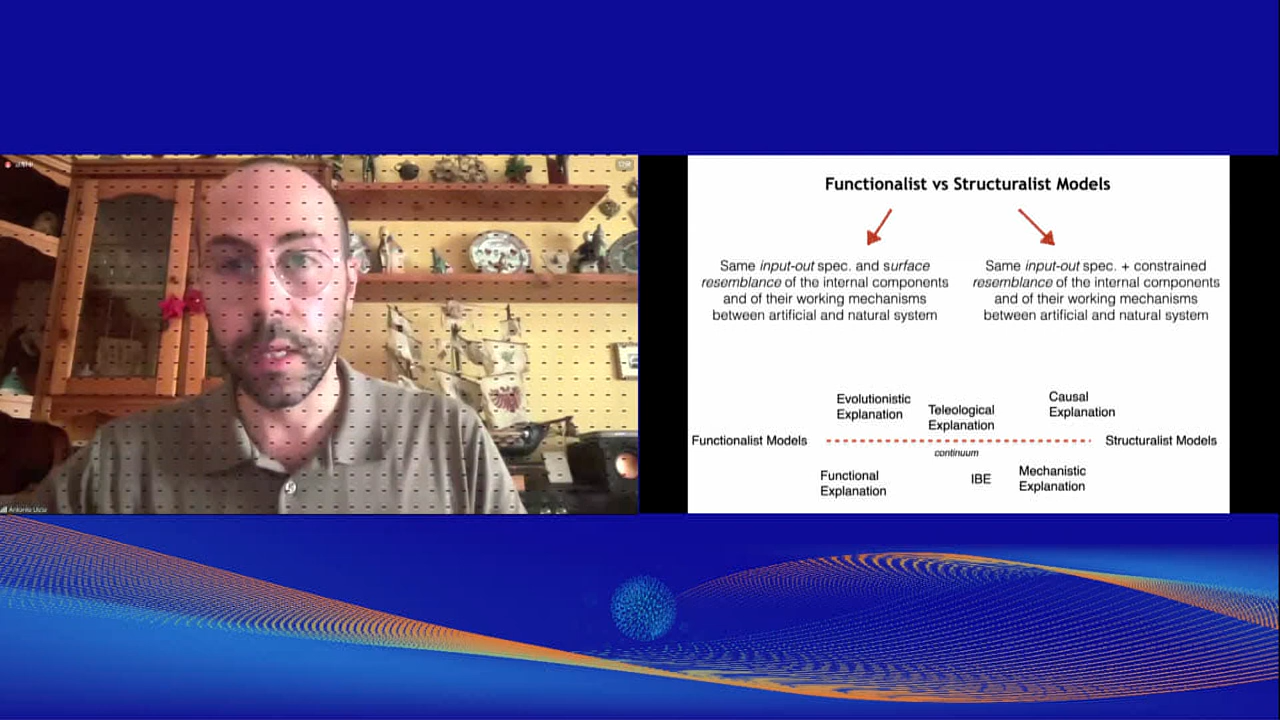 Functionalist vs Structuralist Models
Same input-out spec. and surface
resemblance of the internal components
and of their working mechanisms
between artificial and natural system
Same input-out spec. + constrained
resemblance of the internal components
and of their working mechanisms
between artificial and natural system
Evolutionistic
Explanation
Teleological
Explanation
Causal
Explanation
Functionalist Models
Structuralist Models
continuum
Functional
Explanation
IBE
Mechanistic
Explanation
Antonio